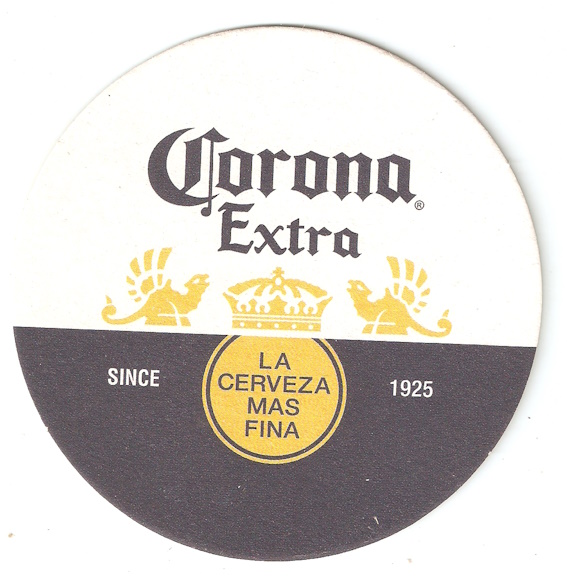 Corona®
Extra
SINCE
LA
CERVEZA
MAS
FINA
1925